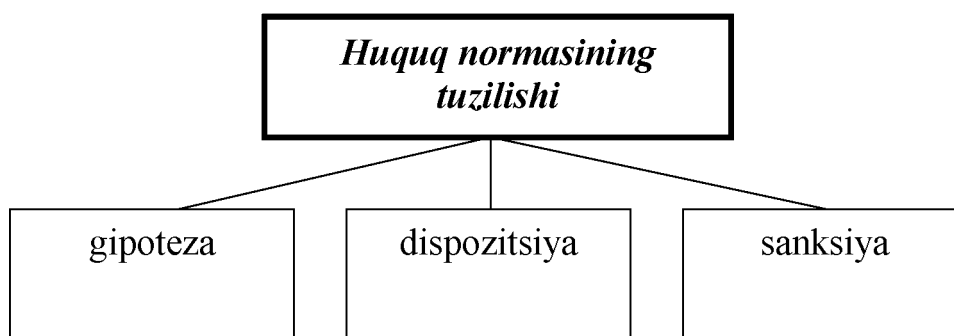 Huquq normasining
tuzilishi
gipoteza
dispozitsiya
sanksiya